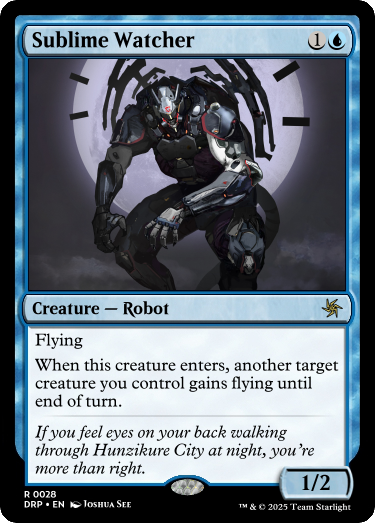 Sublime Watcher 1
Creature — Robot
Flying
When this creature enters, another target
creature you control gains flying until
end of turn.
If you feel eyes on your back walking
through Hunzikure City at night, you're
more than right.
1/2
R 0028
DRP • EN Joshua See
™ & © 2025 Team Starlight